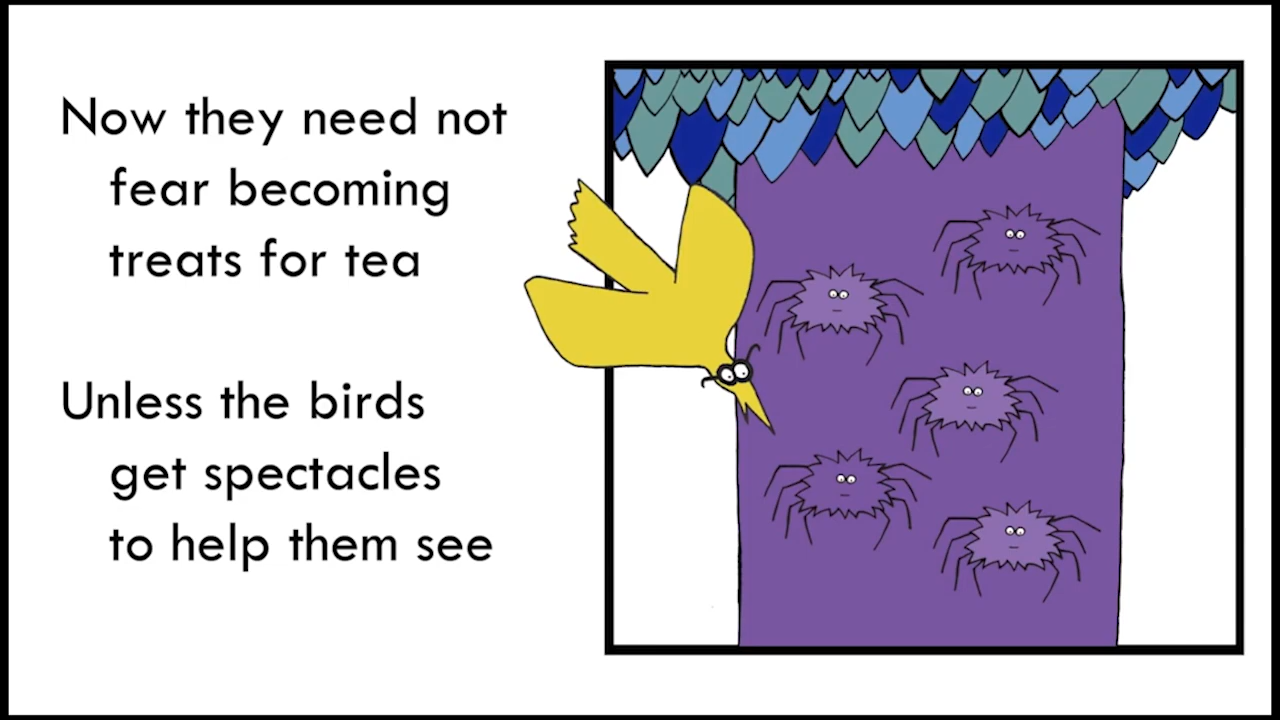 Now they need not
fear becoming
treats for tea
Unless the birds
get spectacles
to help them see